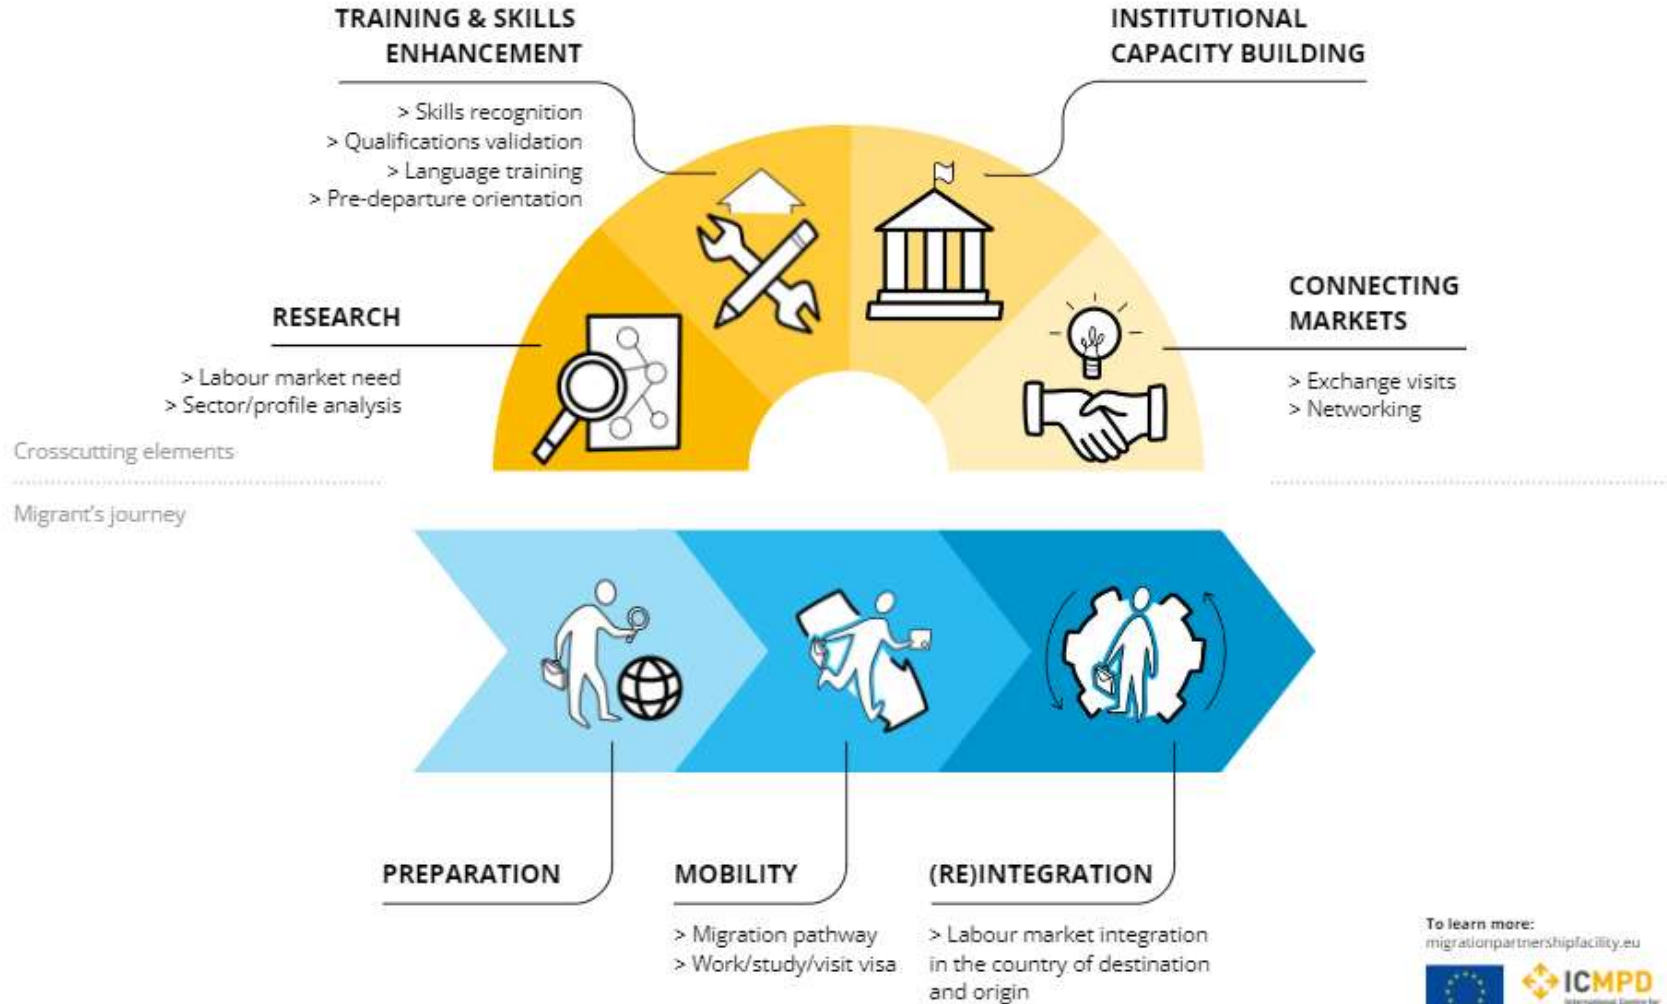 TRAINING & SKILLS
ENHANCEMENT
> Skills recognition
> Qualifications validation
> Language training
> Pre-departure orientation
INSTITUTIONAL
CAPACITY BUILDING
RESEARCH
> Labour market need
> Sector/profile analysis
CONNECTING
MARKETS
> Exchange visits
> Networking
Crosscutting elements
Migrant's journey
PREPARATION
MOBILITY
> Migration pathway
> Work/study/visit visa
(RE)INTEGRATION
> Labour market integration
in the country of destination
and origin
To learn more:
migrationpartnershipfacility.eu
ICMPD
International Centre for